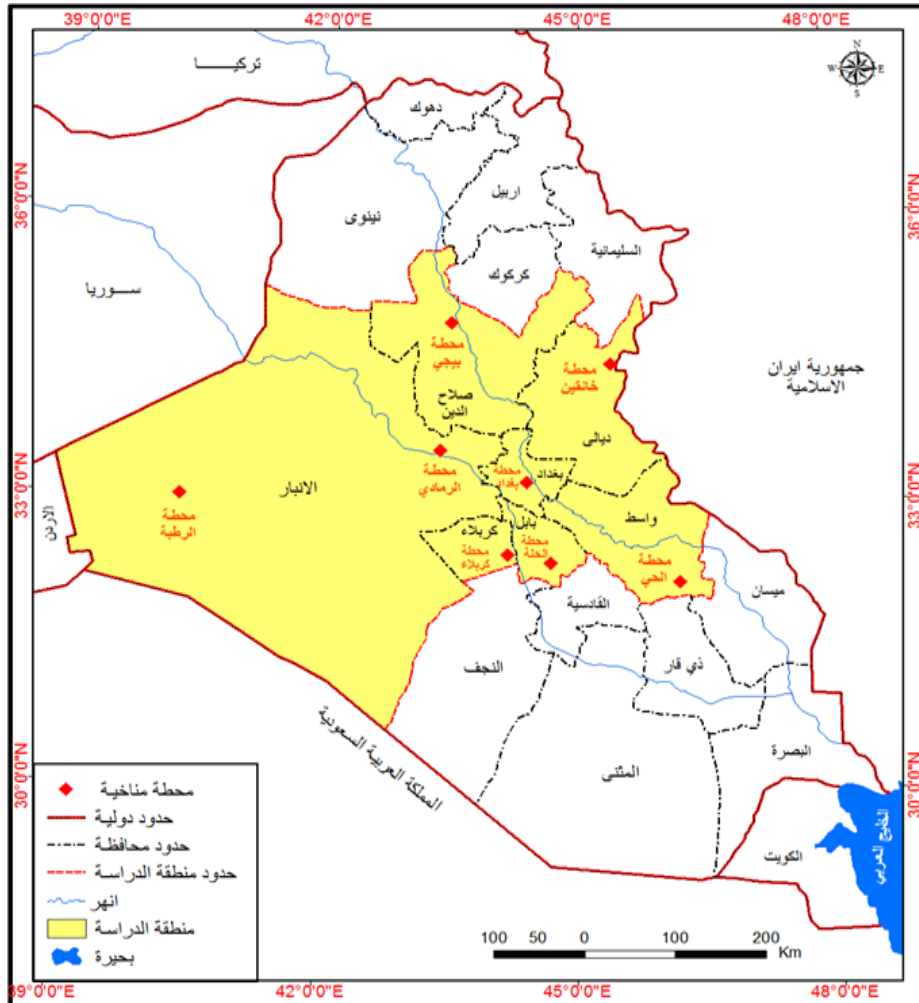 39°0'0"E 42°0'0"E 45°0'0"E 48°0'0"E
N
W E
S
تركيـــــــا
دهوك
36°0'0"N
36°0'0"N
اربيل
نينوى
السليمانية
كركوك
ســـوريا
محطة
بيجي
محطة
خانقين
جمهورية ايران
الاسلامية
صلاح
الدين
ديالى
محطة
الرمادي
محطة
بغداد
بغداد
33°0'0"N
33°0'0"N
الانبار
محطة
الرطبة
الاردن
واسط
بابل
كربلاء
محطة
الحلة
محطة
كربلاء
محطة
الحي
ميسان
القادسية
النجف
ذي قار
المملكة العربية السعودية
المثنى
البصرة
30°0'0"N
30°0'0"N
الكويت
الخليج العربي
محطة مناخية
حدود دولية
حدود محافظة
حدود منطقة الدراسة
انهر
منطقة الدراسة
بحيرة
100 50 0 100 200
Km
39°0'0"E 42°0'0"E 45°0'0"E 48°0'0"E